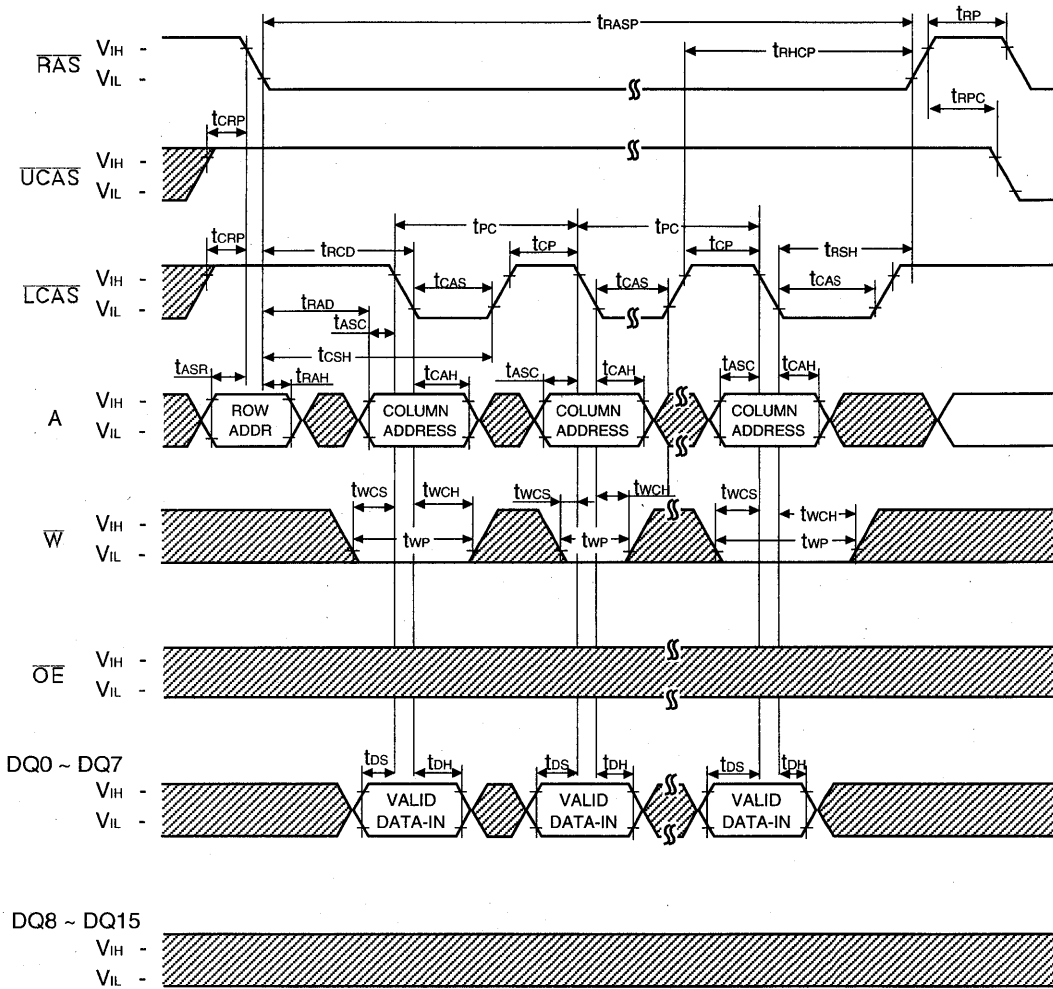 tRASP
tRP
tRHCP
RAS
VIH -
VIL -
tCRP
tRPC
UCAS
VIH -
VIL -
tPC
tPC
tCRP
tRCD
tCP
tCP
tRSH
LCAS
VIH -
VIL -
tCAS
tCAS
tCAS
tRAD
tASC
tCSH
tASR
tRAH
tCAH
tASC
tCAH
tASC
tCAH
A
VIH -
VIL -
ROW
ADDR
COLUMN
ADDRESS
COLUMN
ADDRESS
COLUMN
ADDRESS
tWCS
tWCH
tWCS
tWCH
tWCS
tWCH
W
VIH -
VIL -
tWP
tWP
tWP
OE
VIH -
VIL -
DQ0 ~ DQ7
VIH -
VIL -
tDS
tDH
tDS
tDH
tDS
tDH
VALID
DATA-IN
VALID
DATA-IN
VALID
DATA-IN
DQ8 ~ DQ15
VIH -
VIL -